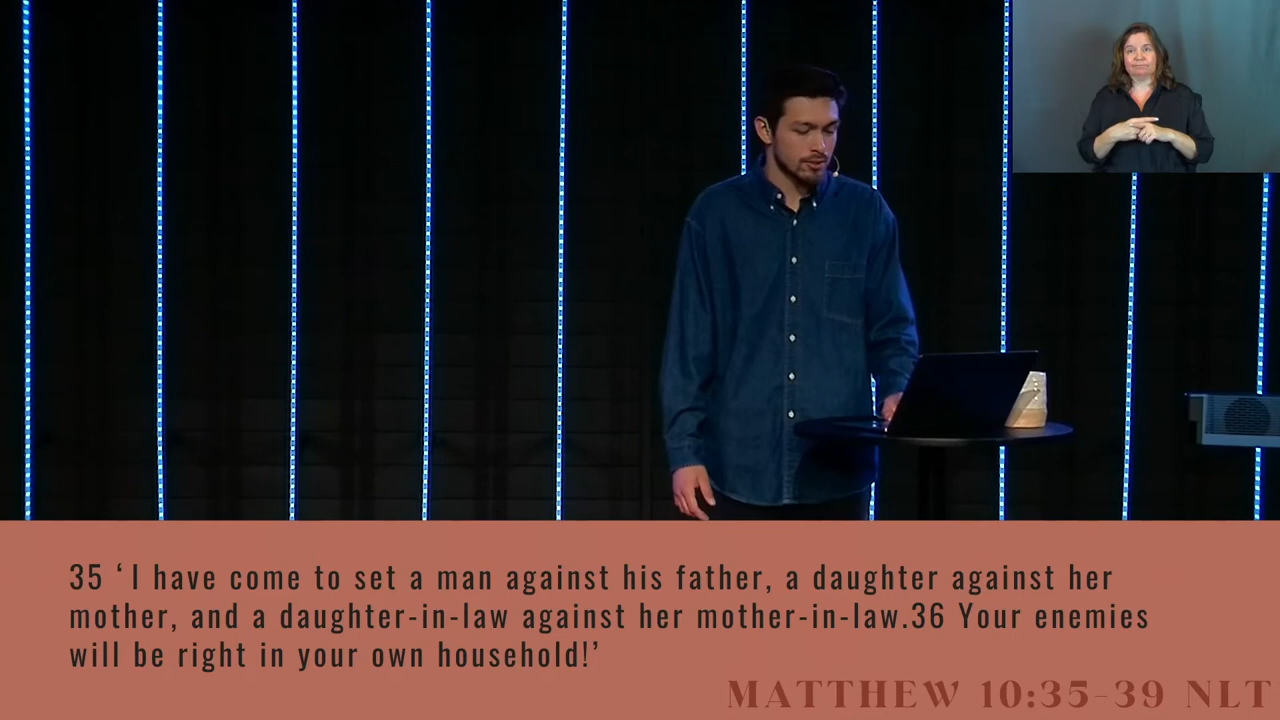 35 ‘I have come to set a man against his father, a daughter against her
mother, and a daughter-in-law against her mother-in-law.36 Your enemies
will be right in your own household!’
MATTHEW 10:35-39 NLT